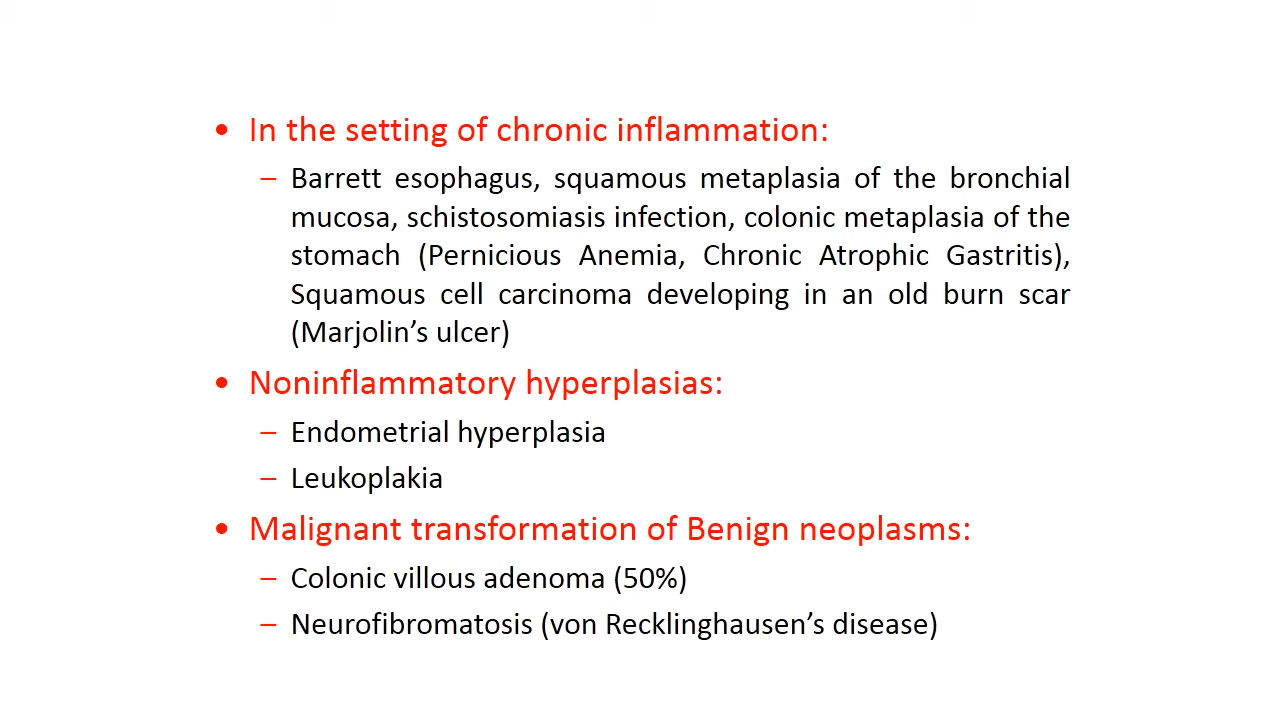 • In the setting of chronic inflammation:
– Barrett esophagus, squamous metaplasia of the bronchial
mucosa, schistosomiasis infection, colonic metaplasia of the
stomach (Pernicious Anemia, Chronic Atrophic Gastritis),
Squamous cell carcinoma developing in an old burn scar
(Marjolin’s ulcer)
• Noninflammatory hyperplasias:
– Endometrial hyperplasia
– Leukoplakia
• Malignant transformation of Benign neoplasms:
– Colonic villous adenoma (50%)
– Neurofibromatosis (von Recklinghausen’s disease)